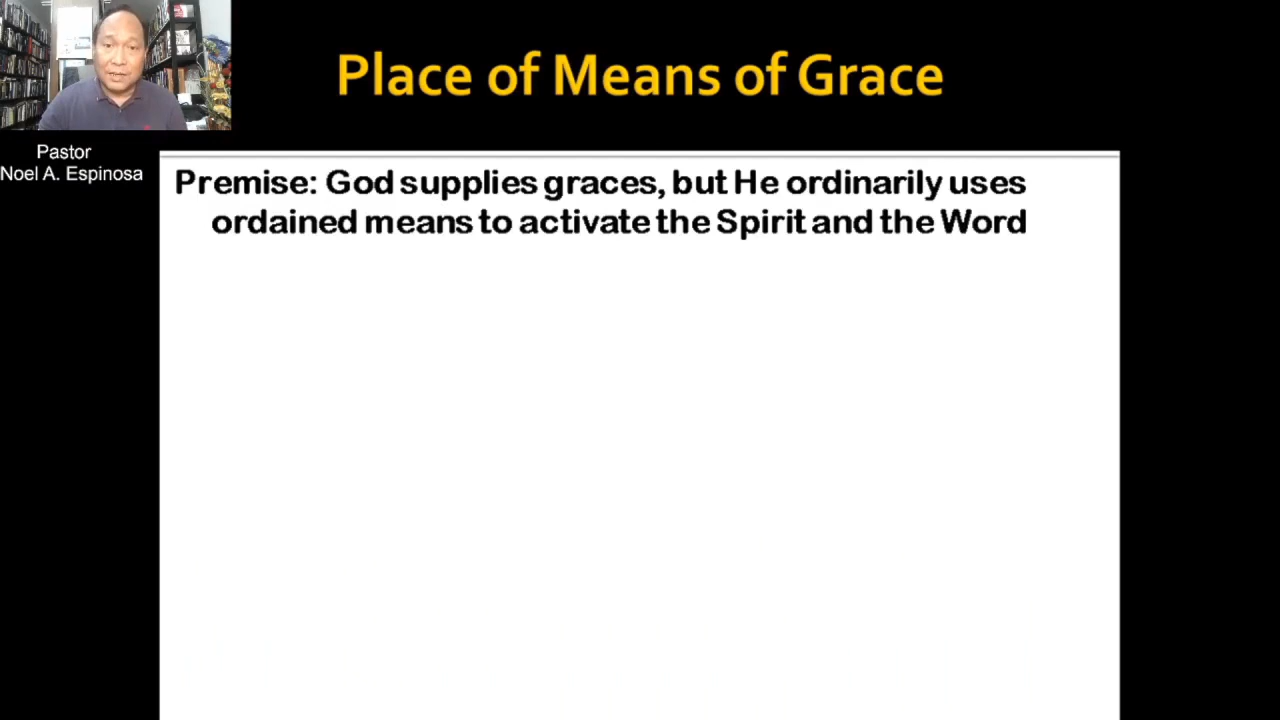 Place of Means of Grace
Pastor
Noel A. Espinosa
Premise: God supplies graces, but He ordinarily uses
ordained means to activate the Spirit and the Word